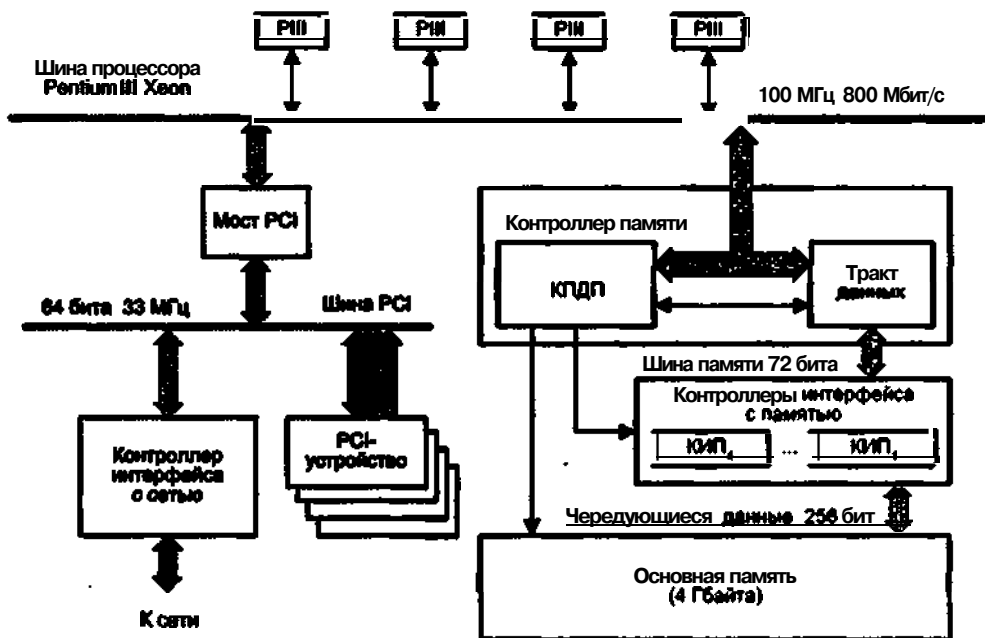 PIII
PIII
PIII
PIII
Шина процессора
Pentium III Xeon
100 МГц 800 Мбит/с
Мост PCI
Контроллер памяти
КПДП
Тракт
данных
64 бита 33 МГц
Шина PCI
Шина памяти 72 бита
Контроллеры интерфейса
с памятью
КИП₄ ... КИП₁
Контроллер
интерфейса
с сетью
PCI-
устройство
Чередующиеся данные 256 бит
Основная память
(4 Гбайта)
К сети